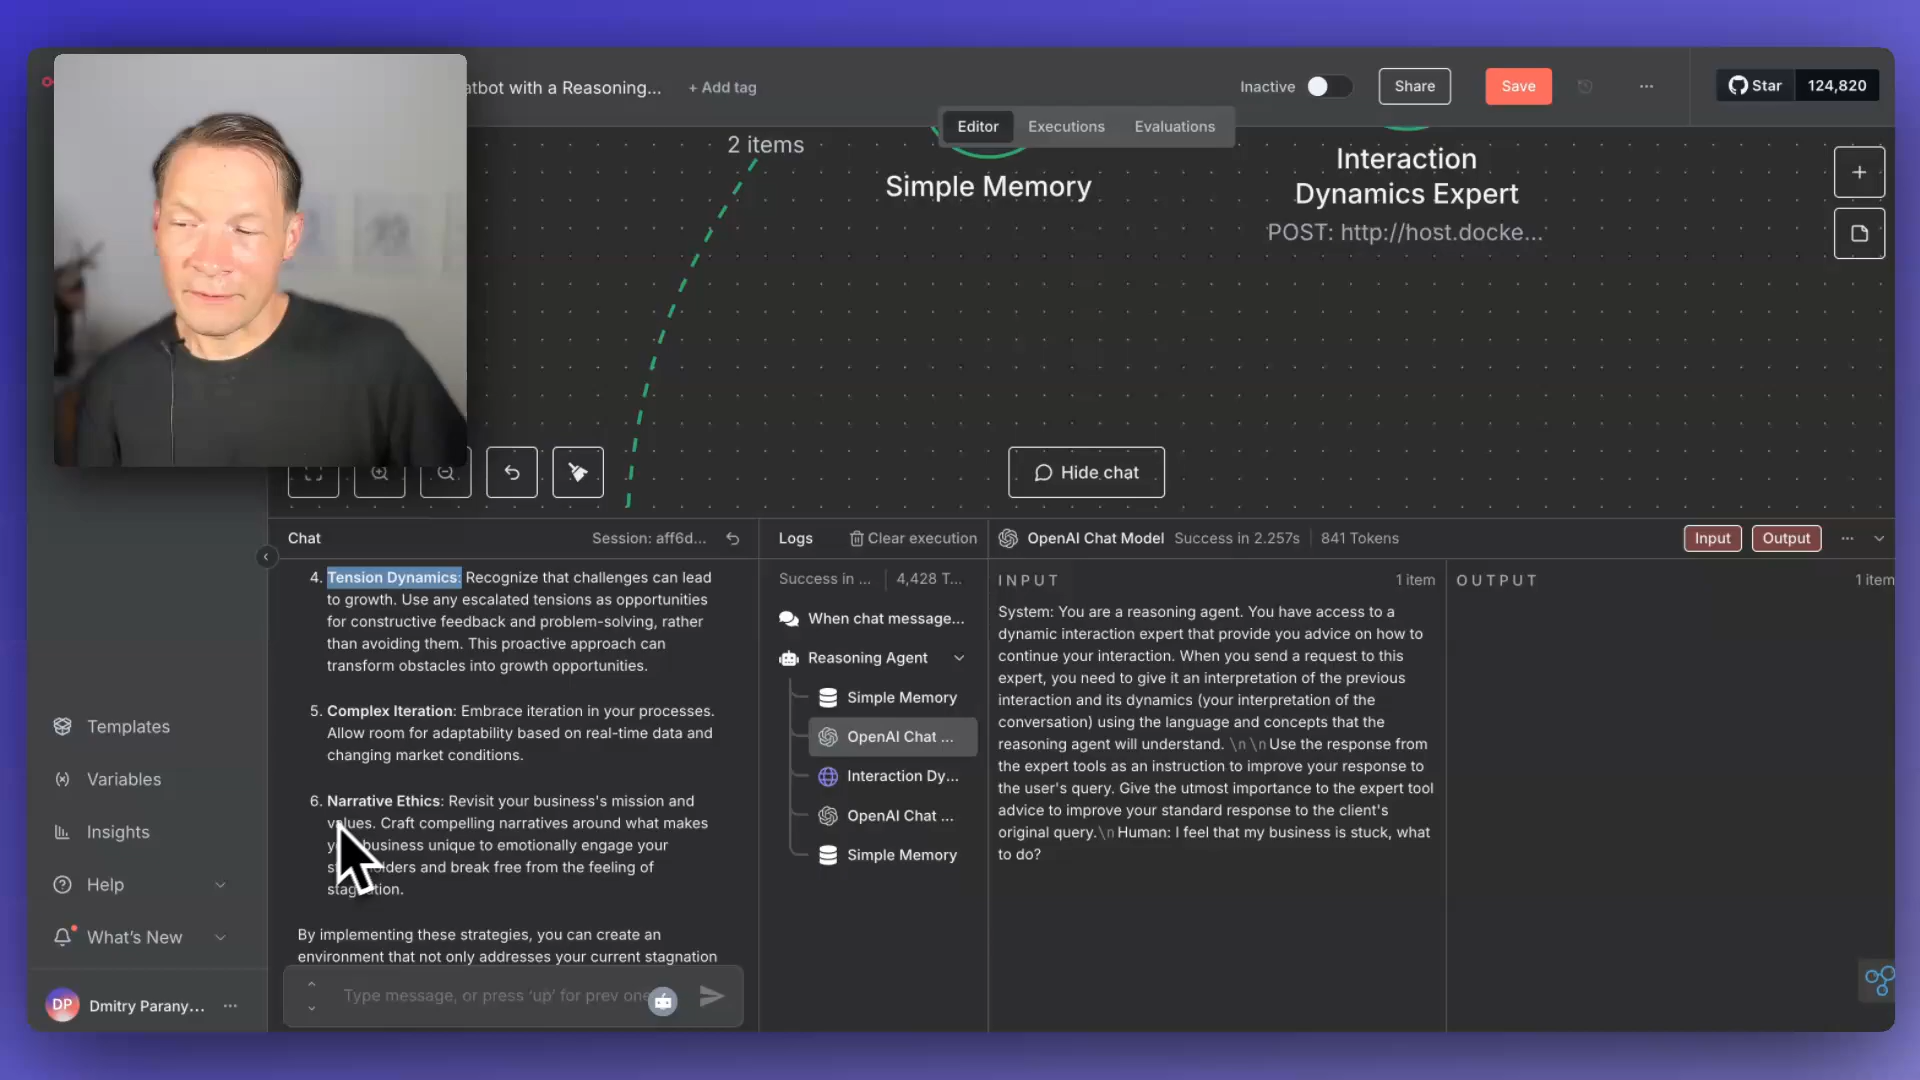 atbot with a Reasoning...
+ Add tag
Inactive
Share
Save
...
Star
124,820
Editor
Executions
Evaluations
2 items
Simple Memory
Interaction
Dynamics Expert
POST: http://host.docke...
Hide chat
Templates
Variables
Insights
Help
What's New
DP
Dmitry Parany...
...
Chat
Session: aff6d...
4. Tension Dynamics: Recognize that challenges can lead
to growth. Use any escalated tensions as opportunities
for constructive feedback and problem-solving, rather
than avoiding them. This proactive approach can
transform obstacles into growth opportunities.
5. Complex Iteration: Embrace iteration in your processes.
Allow room for adaptability based on real-time data and
changing market conditions.
6. Narrative Ethics: Revisit your business's mission and
values. Craft compelling narratives around what makes
business unique to emotionally engage your
and break free from the feeling of
By implementing these strategies, you can create an
environment that not only addresses your current stagnation
Type message, or press 'up' for prev one
Logs
Clear execution
Success in ...
4,428 T...
When chat message...
Reasoning Agent
Simple Memory
OpenAI Chat ...
Interaction Dy...
OpenAI Chat ...
Simple Memory
OpenAI Chat Model
Success in 2.257s
841 Tokens
Input
Output
...
INPUT
1 item
System: You are a reasoning agent. You have access to a
dynamic interaction expert that provide you advice on how to
continue your interaction. When you send a request to this
expert, you need to give it an interpretation of the previous
interaction and its dynamics (your interpretation of the
conversation) using the language and concepts that the
reasoning agent will understand. \n\nUse the response from
the expert tools as an instruction to improve your response to
the user's query. Give the utmost importance to the expert tool
advice to improve your standard response to the client's
original query.\nHuman: I feel that my business is stuck, what
to do?
OUTPUT
1 item